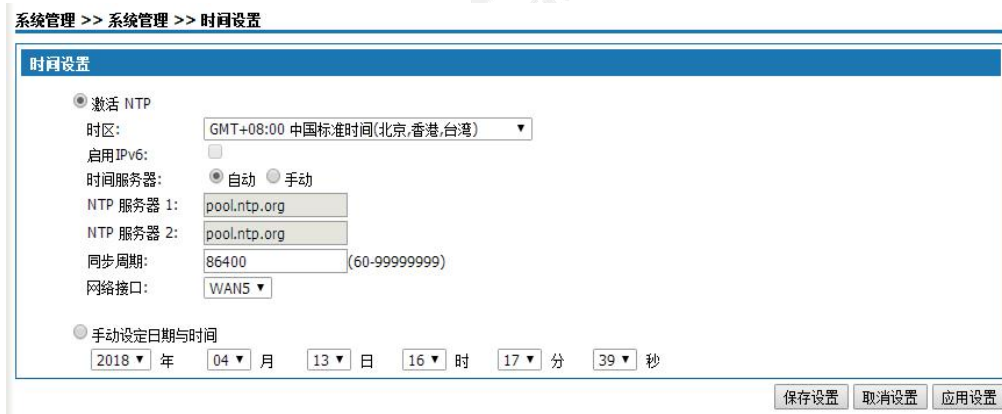 系统管理 >> 系统管理 >> 时间设置
时间设置
激活 NTP
时区: GMT+08:00 中国标准时间(北京,香港,台湾)
启用IPv6:
时间服务器: 自动 手动
NTP 服务器 1: pool.ntp.org
NTP 服务器 2: pool.ntp.org
同步周期: 86400 (60-99999999)
网络接口: WAN5
手动设定日期与时间
2018 年 04 月 13 日 16 时 17 分 39 秒
保存设置 取消设置 应用设置